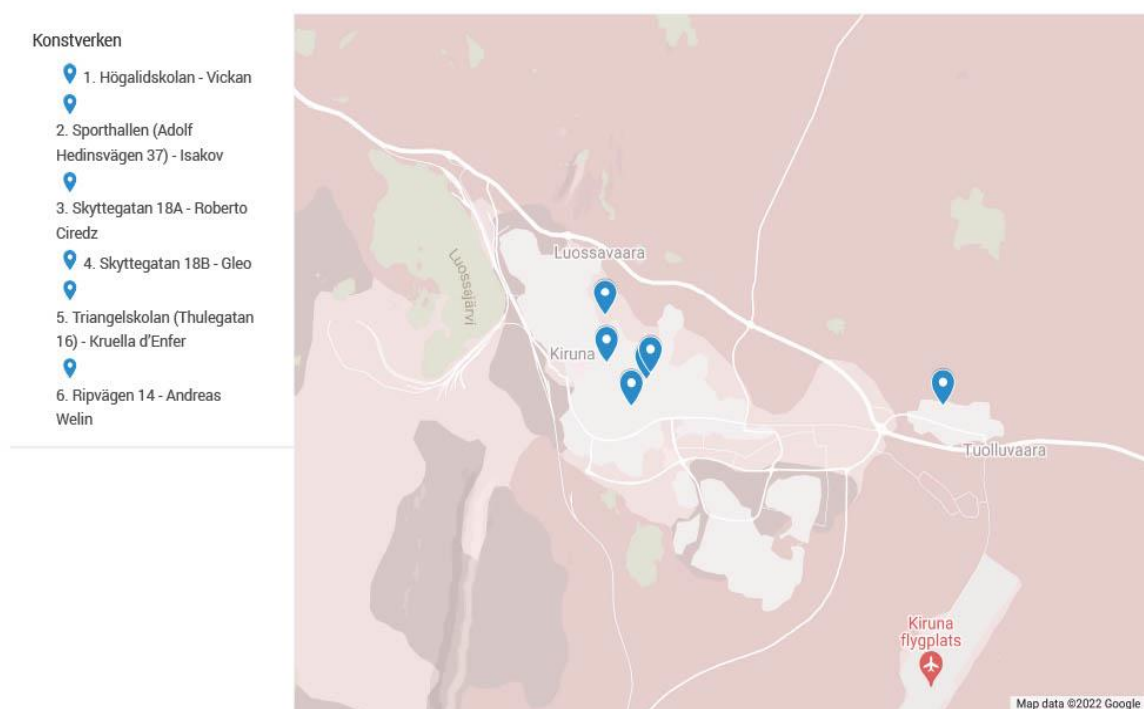 Konstverken
1. Högalidskolan - Vickan
2. Sporthallen (Adolf
Hedinsvägen 37) - Isakov
3. Skyttegatan 18A - Roberto
Ciredz
4. Skyttegatan 18B - Gleo
5. Triangelskolan (Thulegatan
16) - Kruella d'Enfer
6. Ripvägen 14 - Andreas
Welin
Luossavaara
Luossajärvi
Kiruna
Tuolluvaara
Kiruna
flygplats
Map data ©2022 Google